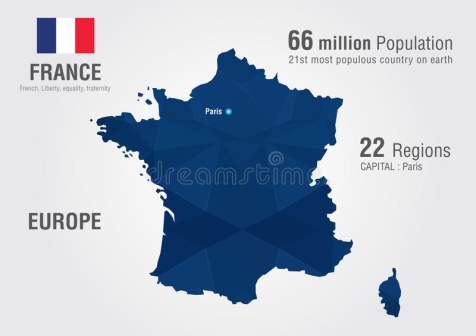 FRANCE
French, Liberty, equality, fraternity
66 million Population
21st most populous country on earth
Paris
22 Regions
CAPITAL : Paris
dreamstime
EUROPE